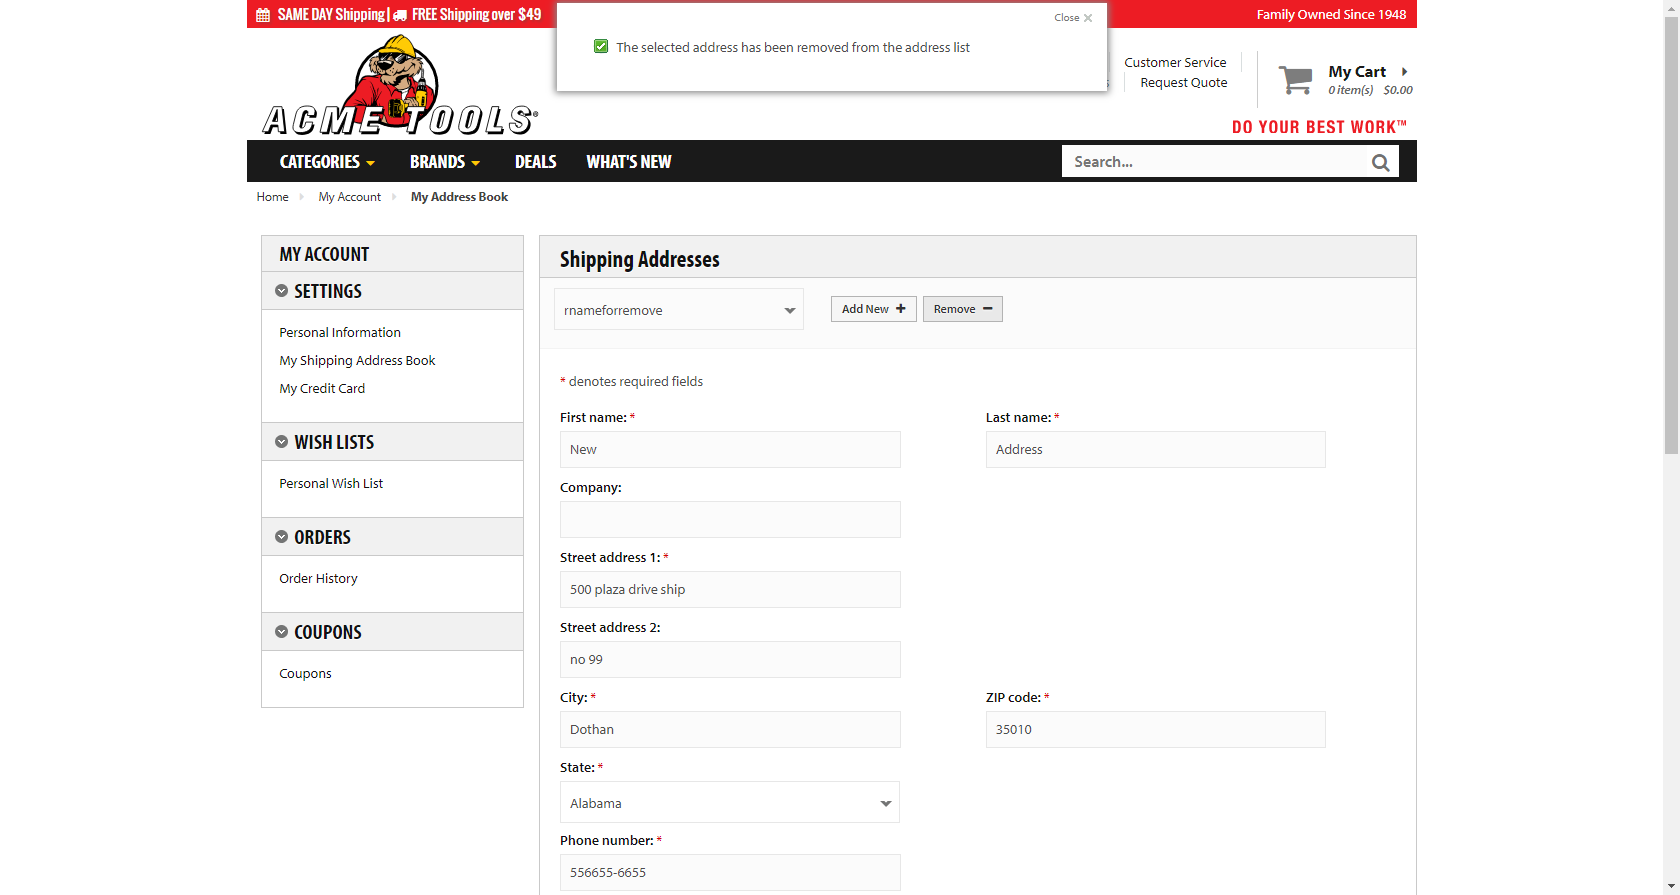 SAME DAY Shipping | FREE Shipping over $49
Close
Family Owned Since 1948
The selected address has been removed from the address list
Customer Service
Request Quote
My Cart
0 item(s) $0.00
ACME TOOLS
DO YOUR BEST WORK™
CATEGORIES BRANDS DEALS WHAT'S NEW
Search...
Home My Account My Address Book
MY ACCOUNT
SETTINGS
Personal Information
My Shipping Address Book
My Credit Card
WISH LISTS
Personal Wish List
ORDERS
Order History
COUPONS
Coupons
Shipping Addresses
rnameforremove
Add New +
Remove −
* denotes required fields
First name: * Last name: *
New Address
Company:
Street address 1: *
500 plaza drive ship
Street address 2:
no 99
City: * ZIP code: *
Dothan 35010
State: *
Alabama
Phone number: *
556655-6655